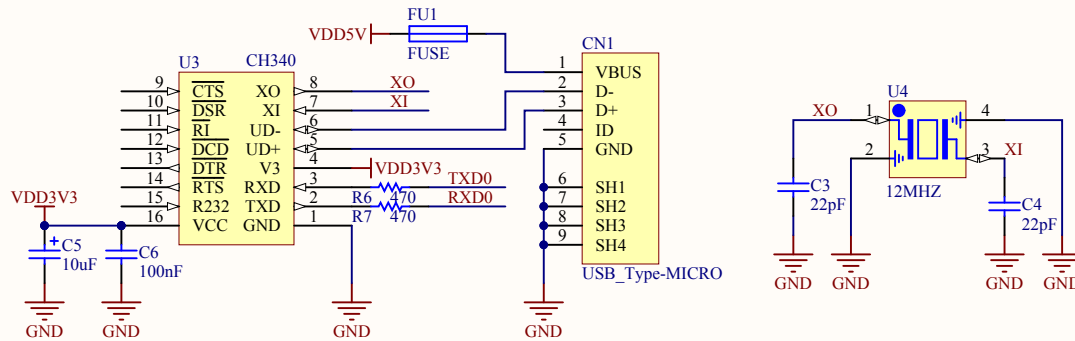 FU1
VDD5V
FUSE
CN1
U3 CH340
1 VBUS
2 D-
3 D+
4 ID
5 GND
6 SH1
7 SH2
8 SH3
9 SH4
USB_Type-MICRO
9 CTS XO 8 XO
10 DSR XI 7 XI
11 RI UD- 6
12 DCD UD+ 5
13 DTR V3 4 VDD3V3
14 RTS RXD 3 TXD0
R6 470
15 R232 TXD 2 RXD0
R7 470
16 VCC GND 1
VDD3V3
C5
10uF
C6
100nF
GND
GND
GND
GND
U4
XO 1 4
2 3 XI
12MHZ
C3
22pF
C4
22pF
GND
GND
GND
GND